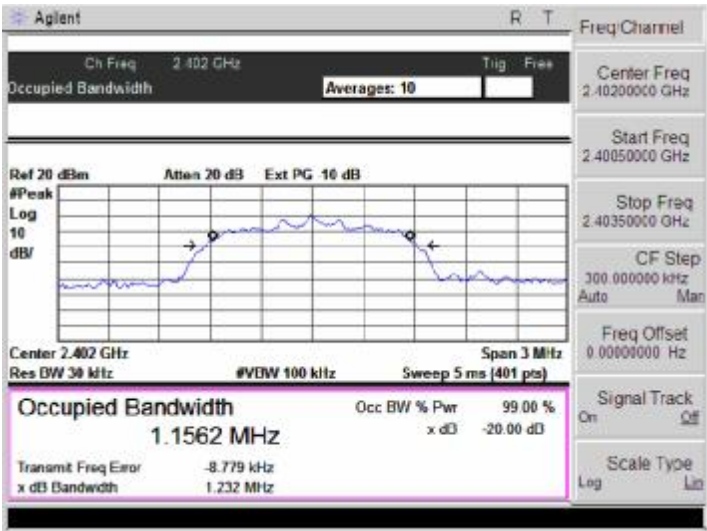 Agilent R T
Ch Freq 2.402 GHz Trig Free
Occupied Bandwidth Averages: 10
Ref 20 dBm Atten 20 dB Ext PG -10 dB
#Peak
Log
10
dB/
Center 2.402 GHz Span 3 MHz
Res BW 30 kHz #VBW 100 kHz Sweep 5 ms (401 pts)
Occupied Bandwidth Occ BW % Pwr 99.00 %
1.1562 MHz x dB -20.00 dB
Transmit Freq Error -8.779 kHz
x dB Bandwidth 1.232 MHz
Freq/Channel
Center Freq
2.40200000 GHz
Start Freq
2.40050000 GHz
Stop Freq
2.40350000 GHz
CF Step
300.000000 kHz
Auto Man
Freq Offset
0.00000000 Hz
Signal Track
On Off
Scale Type
Log Lin